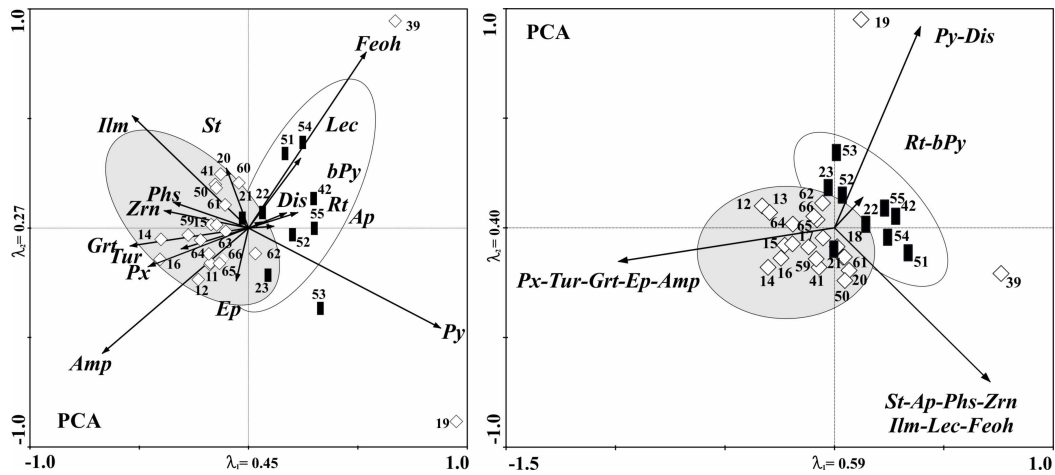 1.0
39
Feoh
Ilm
St
54
Lec
51
20
41
60
bPy
50
21
22
42
Phs
61
Dis
Rt
Zrn
55
Ap
59
15
14
63
52
Grt
Tur
64
66
62
Px
16
65
11
23
12
Ep
53
Py
Amp
PCA
19
λ₂= 0.27
-1.0
-1.0
λ₁= 0.45
1.0
1.0
PCA
19
Py-Dis
53
Rt-bPy
23
52
62
12
13
66
55
22
42
64
65
17
18
54
15
51
Px-Tur-Grt-Ep-Amp
16
59
21
61
14
41
20
39
50
St-Ap-Phs-Zrn
Ilm-Lec-Feoh
λ₂= 0.40
-1.0
-1.5
λ₁= 0.59
1.0